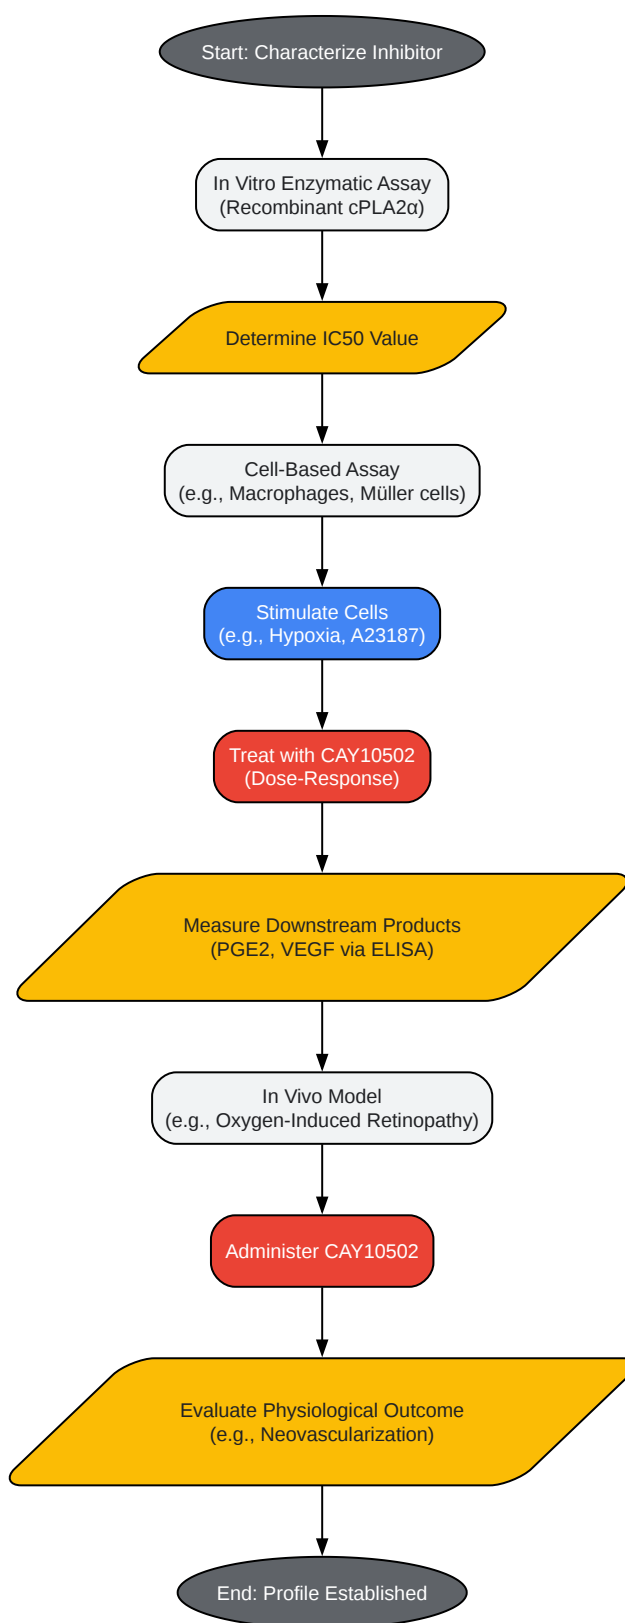 Start: Characterize Inhibitor
In Vitro Enzymatic Assay
(Recombinant cPLA2α)
Determine IC50 Value
Cell-Based Assay
(e.g., Macrophages, Müller cells)
Stimulate Cells
(e.g., Hypoxia, A23187)
Treat with CAY10502
(Dose-Response)
Measure Downstream Products
(PGE2, VEGF via ELISA)
In Vivo Model
(e.g., Oxygen-Induced Retinopathy)
Administer CAY10502
Evaluate Physiological Outcome
(e.g., Neovascularization)
End: Profile Established